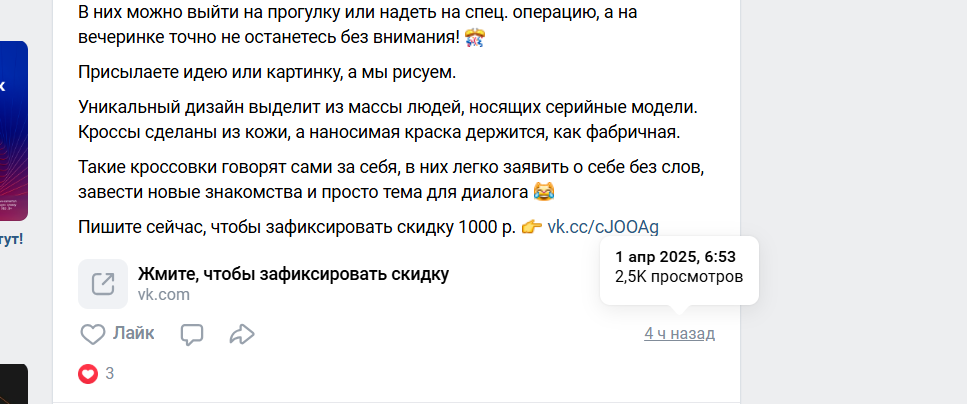 В них можно выйти на прогулку или надеть на спец. операцию, а на
вечеринке точно не останетесь без внимания! 🎊
Присылаете идею или картинку, а мы рисуем.
Уникальный дизайн выделит из массы людей, носящих серийные модели.
Кроссы сделаны из кожи, а наносимая краска держится, как фабричная.
Такие кроссовки говорят сами за себя, в них легко заявить о себе без слов,
завести новые знакомства и просто тема для диалога 😹
Пишите сейчас, чтобы зафиксировать скидку 1000 р. 👉 vk.cc/cJOOAg
1 апр 2025, 6:53
2,5K просмотров
Жмите, чтобы зафиксировать скидку
vk.com
Лайк
4 ч назад
3
тут!